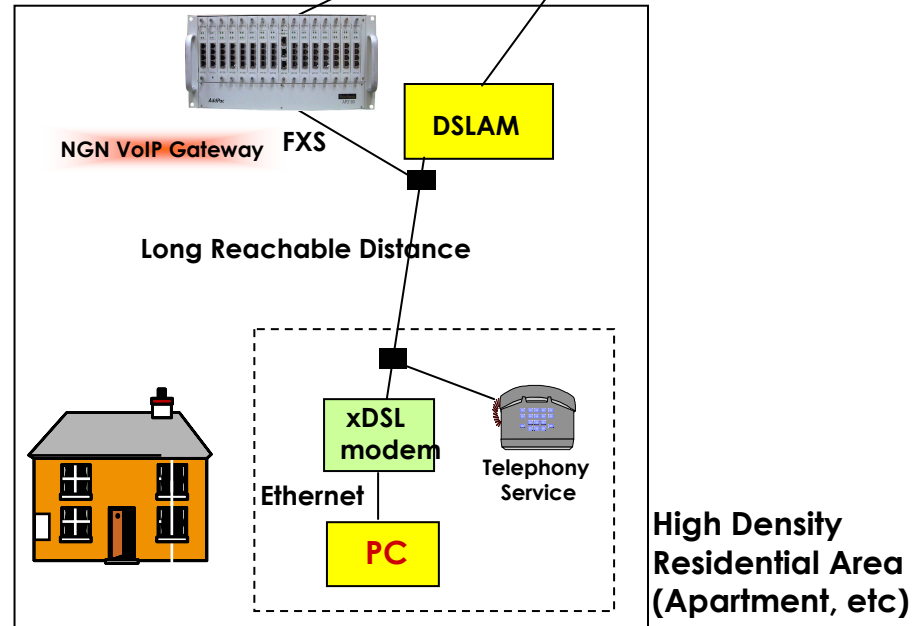 DSLAM
NGN VoIP Gateway
FXS
Long Reachable Distance
xDSL
modem
Telephony
Service
Ethernet
PC
High Density
Residential Area
(Apartment, etc)